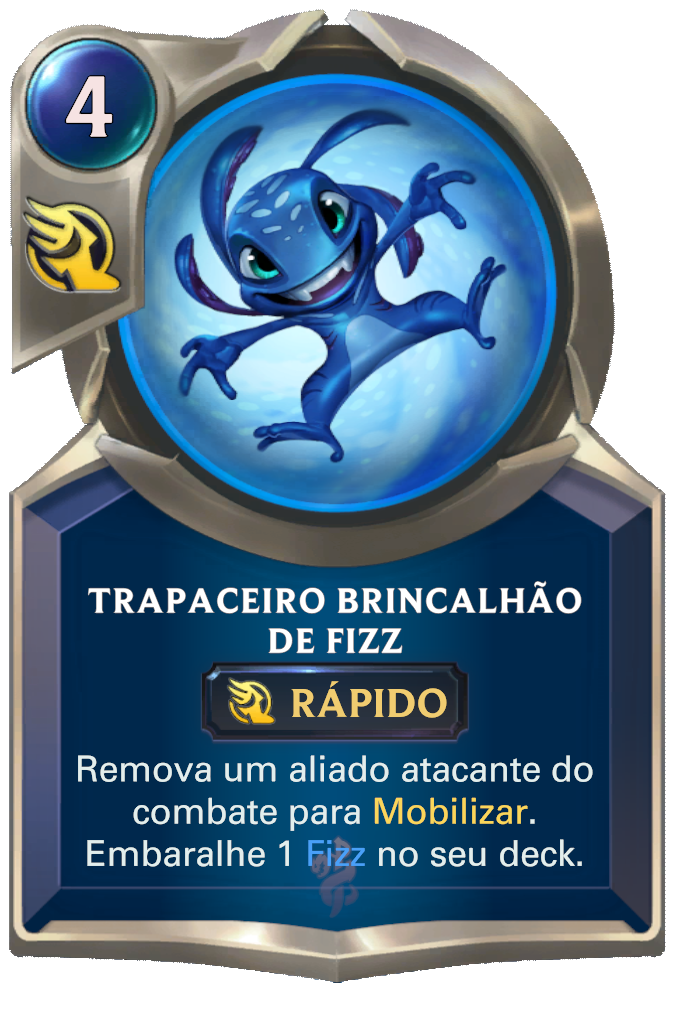 4
TRAPACEIRO BRINCALHÃO
DE FIZZ
RÁPIDO
Remova um aliado atacante do
combate para Mobilizar.
Embaralhe 1 Fizz no seu deck.